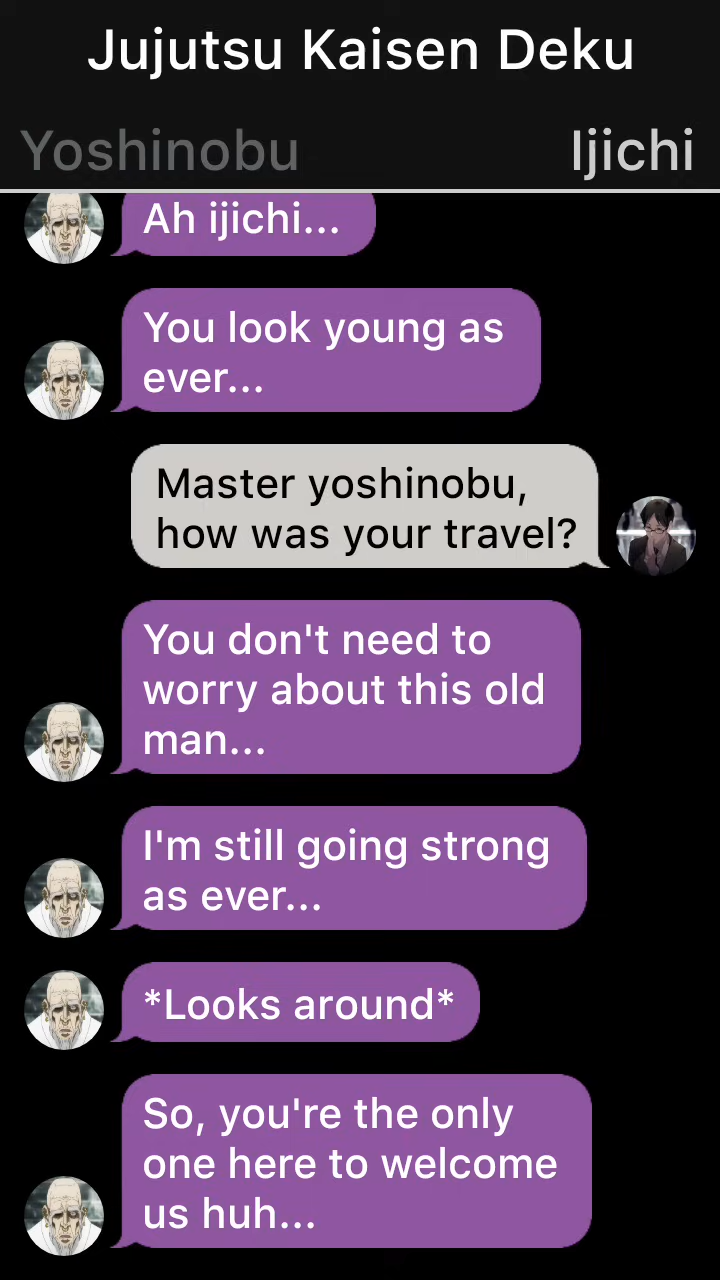 Jujutsu Kaisen Deku
Yoshinobu
Ijichi
Ah ijichi...
You look young as
ever...
Master yoshinobu,
how was your travel?
You don't need to
worry about this old
man...
I'm still going strong
as ever...
*Looks around*
So, you're the only
one here to welcome
us huh...